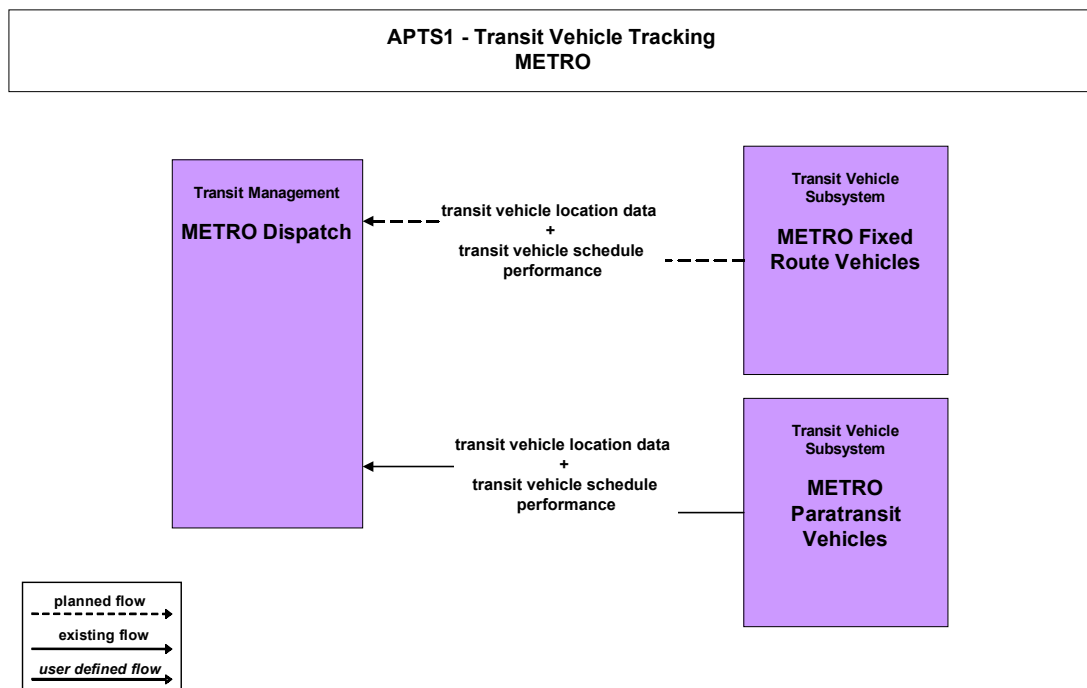 APTS1 - Transit Vehicle Tracking
METRO
Transit Management
METRO Dispatch
transit vehicle location data
+
transit vehicle schedule
performance
Transit Vehicle
Subsystem
METRO Fixed
Route Vehicles
transit vehicle location data
+
transit vehicle schedule
performance
Transit Vehicle
Subsystem
METRO
Paratransit
Vehicles
planned flow
existing flow
user defined flow